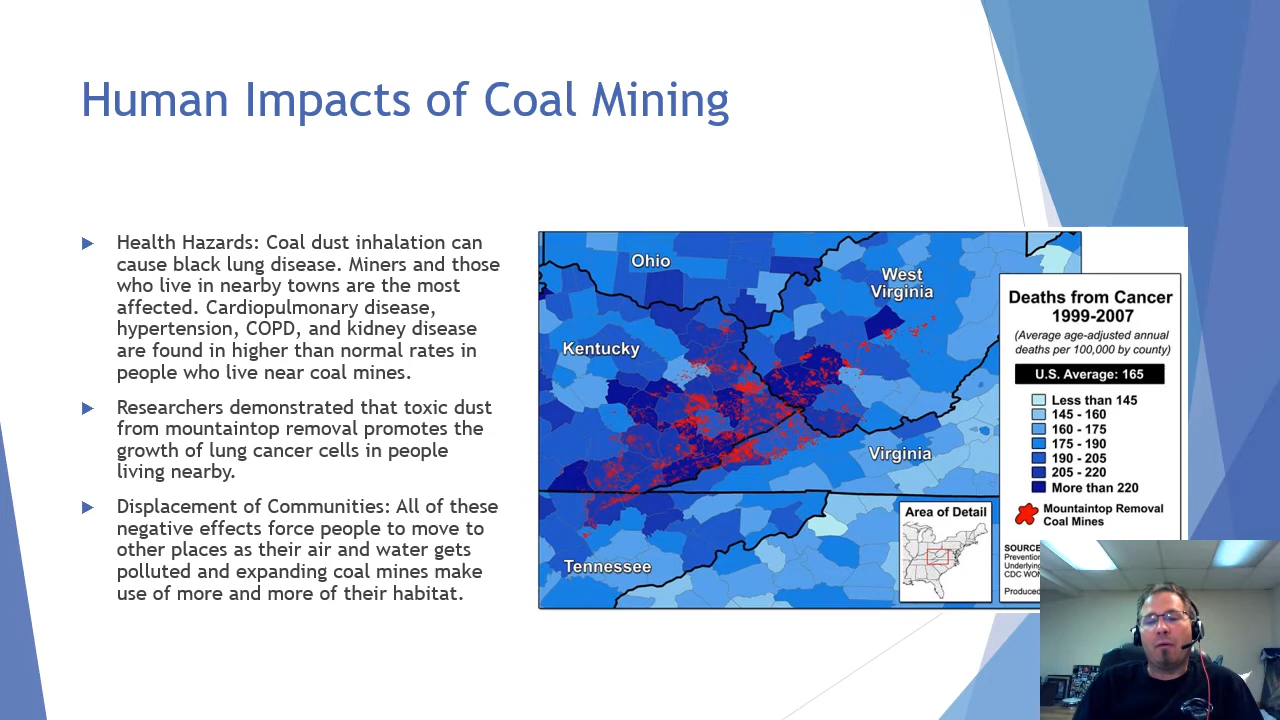 Human Impacts of Coal Mining
Health Hazards: Coal dust inhalation can
cause black lung disease. Miners and those
who live in nearby towns are the most
affected. Cardiopulmonary disease,
hypertension, COPD, and kidney disease
are found in higher than normal rates in
people who live near coal mines.
Researchers demonstrated that toxic dust
from mountaintop removal promotes the
growth of lung cancer cells in people
living nearby.
Displacement of Communities: All of these
negative effects force people to move to
other places as their air and water gets
polluted and expanding coal mines make
use of more and more of their habitat.
Ohio
West
Virginia
Kentucky
Virginia
Tennessee
Deaths from Cancer
1999-2007
(Average age-adjusted annual
deaths per 100,000 by county)
U.S. Average: 165
Less than 145
145 - 160
160 - 175
175 - 190
190 - 205
205 - 220
More than 220
Mountaintop Removal
Coal Mines
Area of Detail
SOURCE
Prevention
Underlying
CDC WON
Produced